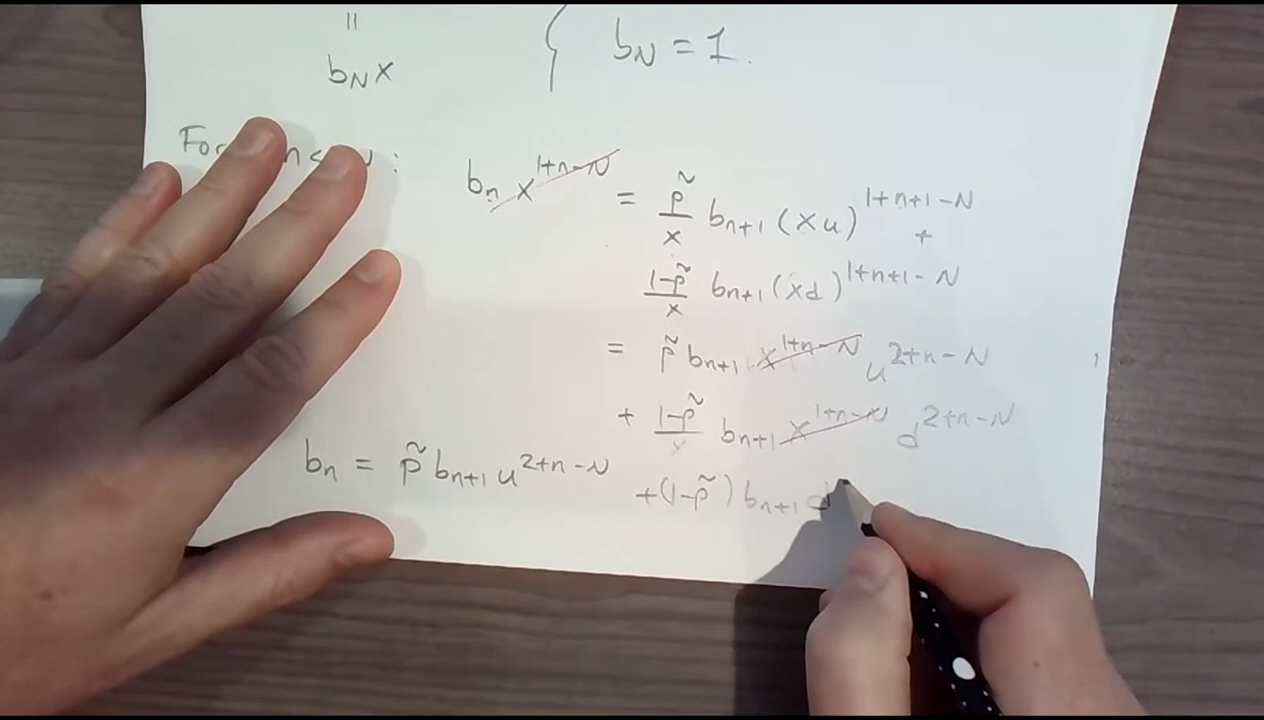 ||
b_N x
b_N = 1.
For n < N :
b_n x^{1+n-N} = p̃/x b_{n+1} (xu)^{1+n+1-N} +
(1-p̃)/x b_{n+1} (xd)^{1+n+1-N}
= p̃ b_{n+1} x^{1+n-N} u^{2+n-N}
+ (1-p̃)/x b_{n+1} x^{1+n-N} d^{2+n-N}
b_n = p̃ b_{n+1} u^{2+n-N} + (1-p̃) b_{n+1} d